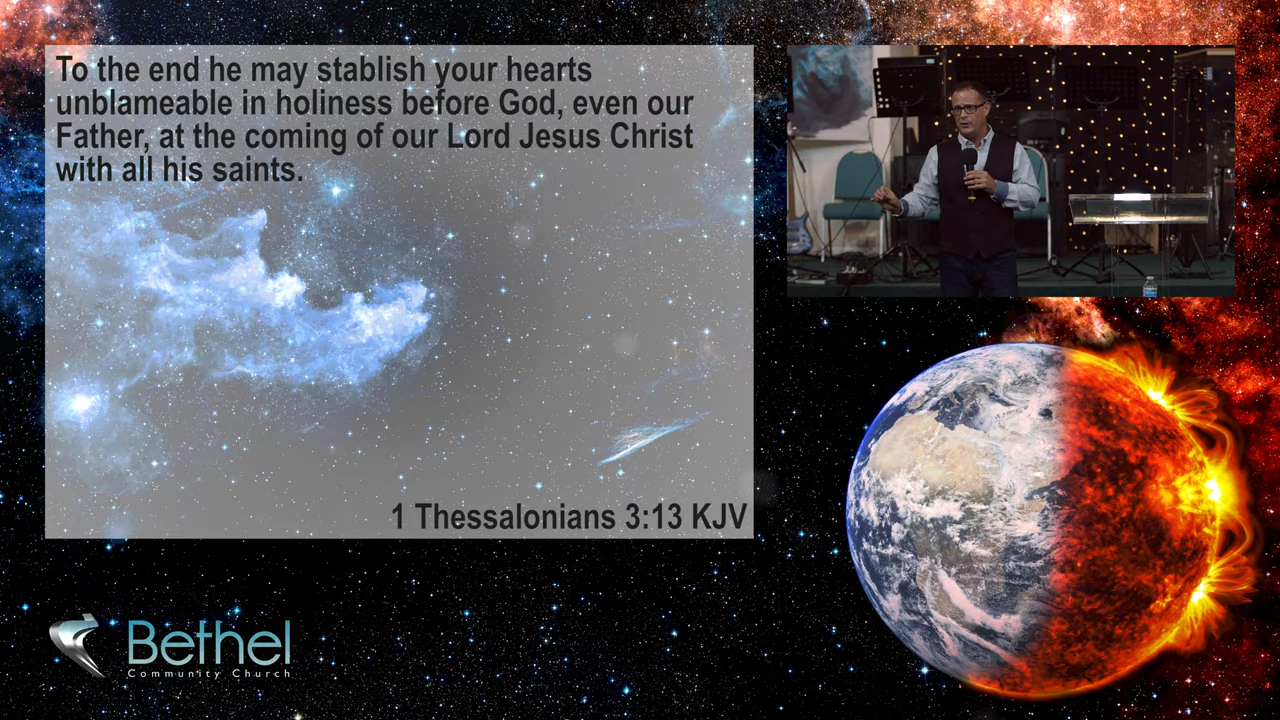 To the end he may stablish your hearts
unblameable in holiness before God, even our
Father, at the coming of our Lord Jesus Christ
with all his saints.
1 Thessalonians 3:13 KJV
Bethel
Community Church